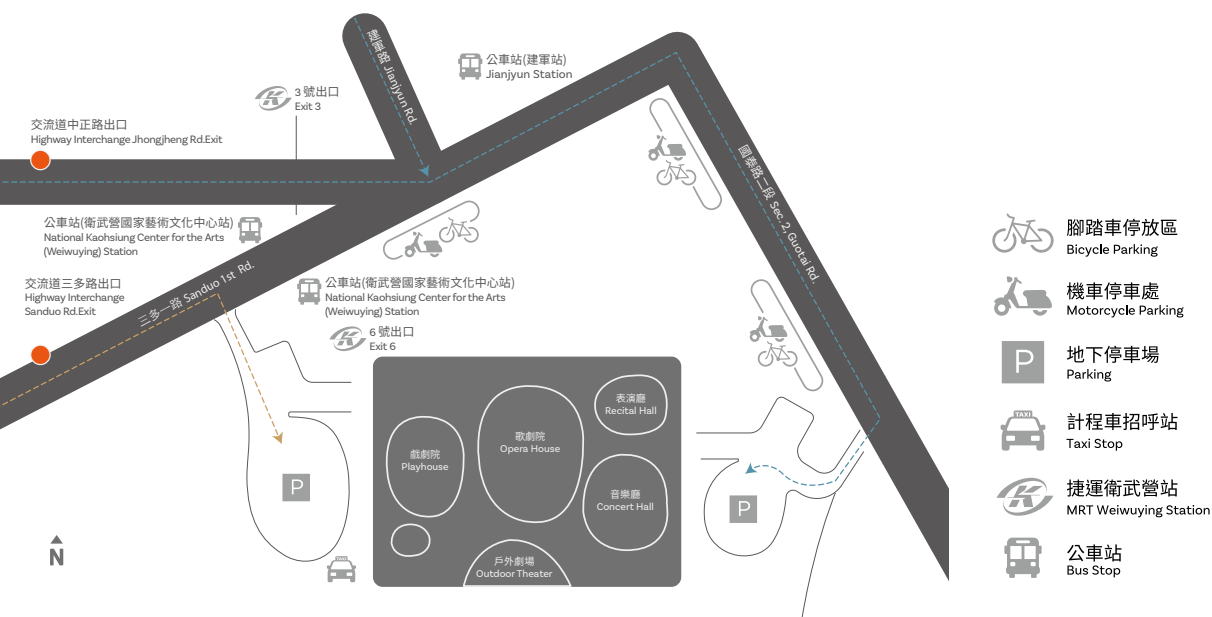 建軍路 Jianjyun Rd.
公車站(建軍站)
Jianjyun Station
3 號出口
Exit 3
交流道中正路出口
Highway Interchange Jhongjheng Rd.Exit
國泰路二段 Sec. 2, Guotai Rd.
公車站(衛武營國家藝術文化中心站)
National Kaohsiung Center for the Arts
(Weiwuying) Station
三多一路 Sanduo 1st Rd.
交流道三多路出口
Highway Interchange
Sanduo Rd.Exit
公車站(衛武營國家藝術文化中心站)
National Kaohsiung Center for the Arts
(Weiwuying) Station
6 號出口
Exit 6
表演廳
Recital Hall
歌劇院
Opera House
戲劇院
Playhouse
音樂廳
Concert Hall
戶外劇場
Outdoor Theater
P
P
TAXI
N
腳踏車停放區
Bicycle Parking
機車停車處
Motorcycle Parking
P
地下停車場
Parking
TAXI
計程車招呼站
Taxi Stop
捷運衛武營站
MRT Weiwuying Station
公車站
Bus Stop